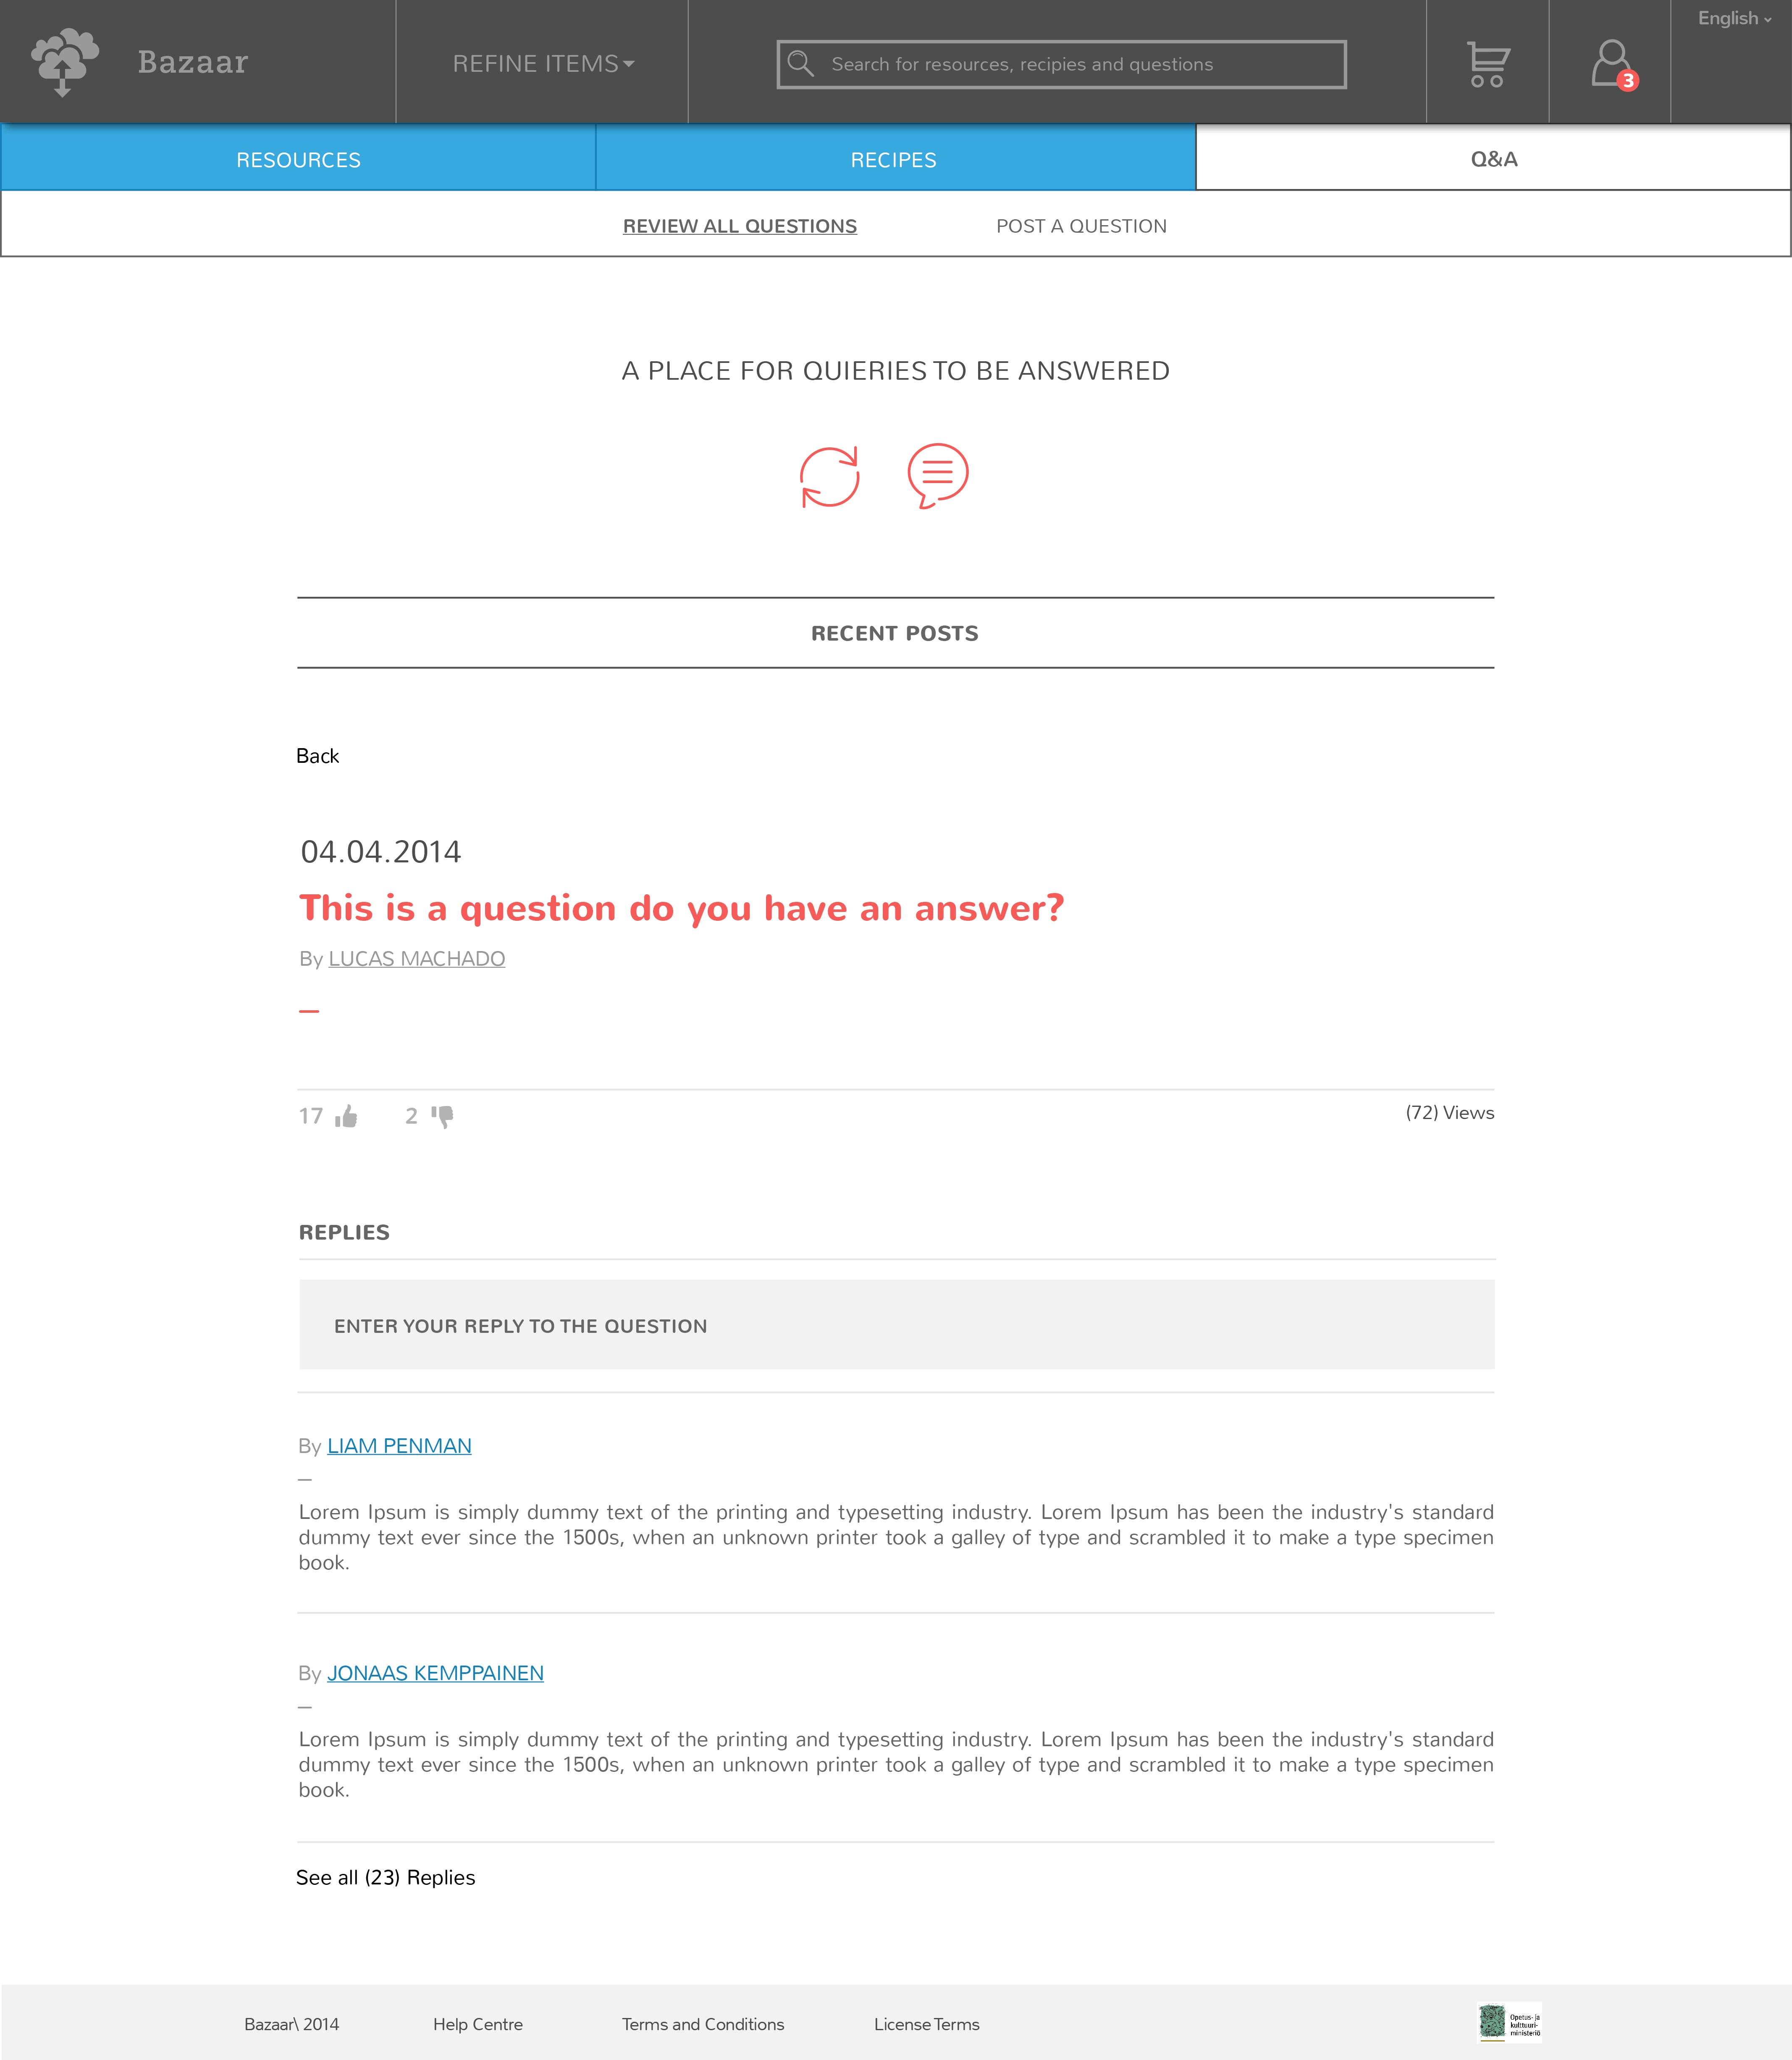 English
Bazaar
REFINE ITEMS
Search for resources, recipies and questions
3
RESOURCES
RECIPES
Q&A
REVIEW ALL QUESTIONS
POST A QUESTION
A PLACE FOR QUIERIES TO BE ANSWERED
RECENT POSTS
Back
04.04.2014
This is a question do you have an answer?
By LUCAS MACHADO
17
2
(72) Views
REPLIES
ENTER YOUR REPLY TO THE QUESTION
By LIAM PENMAN
Lorem Ipsum is simply dummy text of the printing and typesetting industry. Lorem Ipsum has been the industry's standard
dummy text ever since the 1500s, when an unknown printer took a galley of type and scrambled it to make a type specimen
book.
By JONAAS KEMPPAINEN
Lorem Ipsum is simply dummy text of the printing and typesetting industry. Lorem Ipsum has been the industry's standard
dummy text ever since the 1500s, when an unknown printer took a galley of type and scrambled it to make a type specimen
book.
See all (23) Replies
Bazaar\ 2014
Help Centre
Terms and Conditions
License Terms
Opetus- ja
kulttuuri-
ministeriö